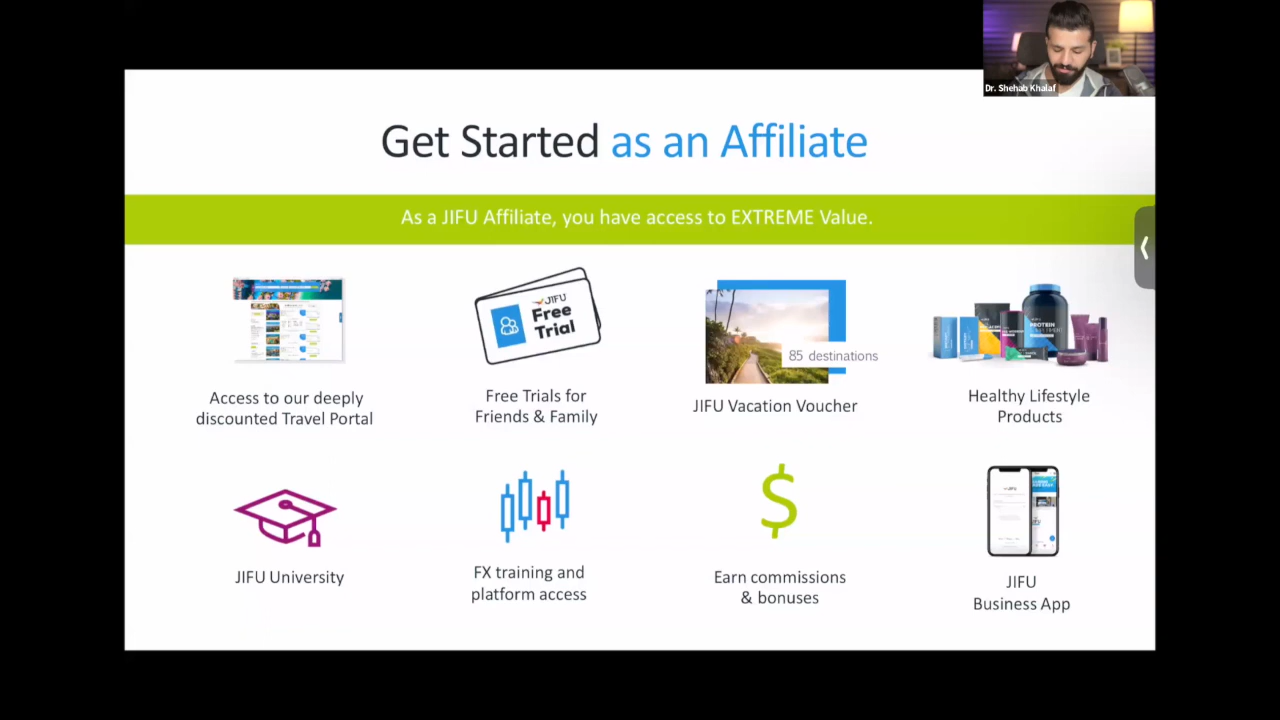 Dr. Shehab Khalaf
Get Started as an Affiliate
As a JIFU Affiliate, you have access to EXTREME Value.
JIFU
Free
Trial
85 destinations
PROTEIN
Access to our deeply
discounted Travel Portal
Free Trials for
Friends & Family
JIFU Vacation Voucher
Healthy Lifestyle
Products
JIFU University
FX training and
platform access
Earn commissions
& bonuses
JIFU
Business App